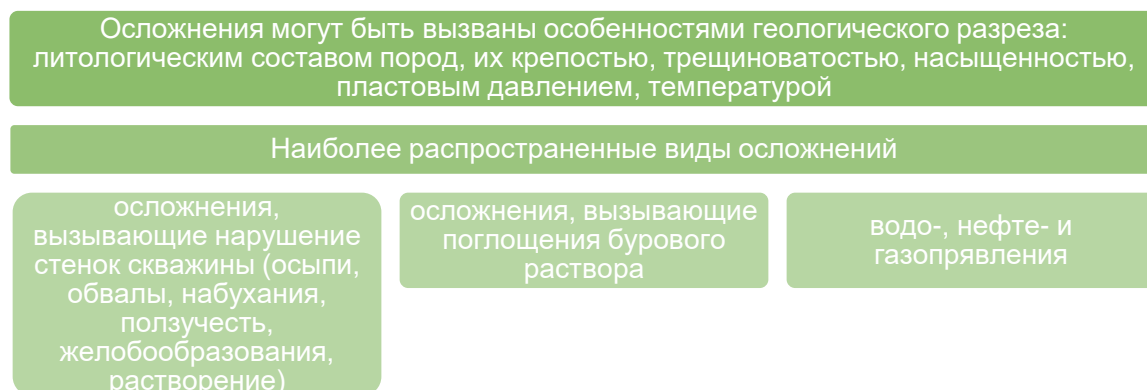 Осложнения могут быть вызваны особенностями геологического разреза:
литологическим составом пород, их крепостью, трещиноватостью, насыщенностью,
пластовым давлением, температурой
Наиболее распространенные виды осложнений
осложнения,
вызывающие нарушение
стенок скважины (осыпи,
обвалы, набухания,
ползучесть,
желобообразования,
растворение)
осложнения, вызывающие
поглощения бурового
раствора
водо-, нефте- и
газопрявления